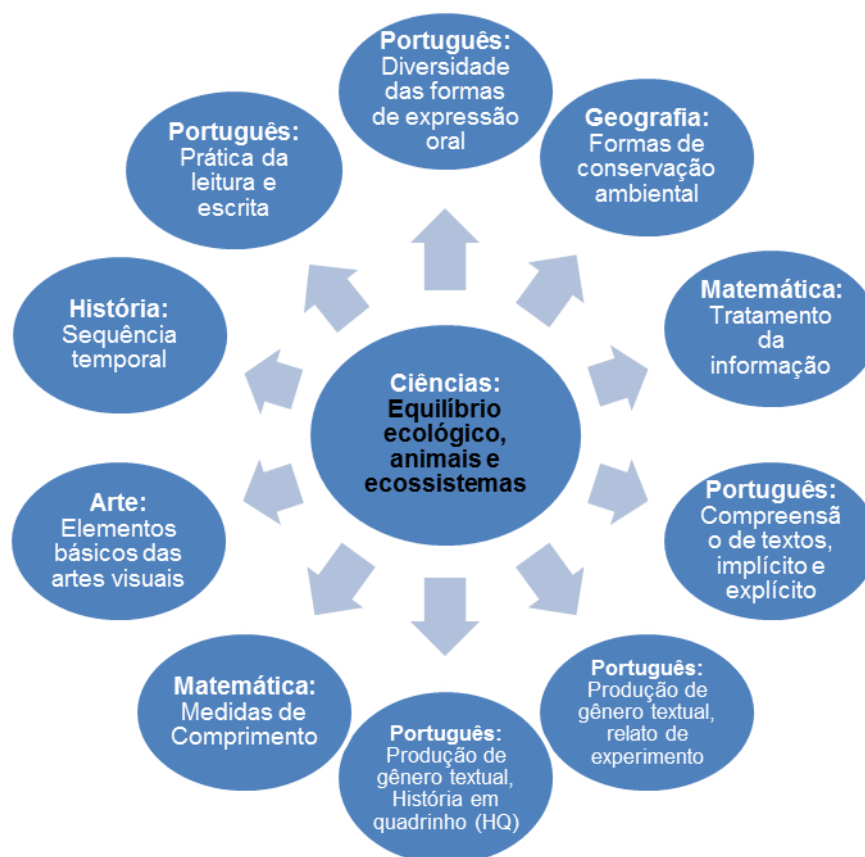 Português:
Diversidade
das formas
de expressão
oral
Geografia:
Formas de
conservação
ambiental
Matemática:
Tratamento
da
informação
Português:
Compreensã
o de textos,
implícito e
explícito
Português:
Produção de
gênero textual,
relato de
experimento
Português:
Produção de
gênero textual,
História em
quadrinho (HQ)
Matemática:
Medidas de
Comprimento
Arte:
Elementos
básicos das
artes visuais
História:
Sequência
temporal
Português:
Prática da
leitura e
escrita
Ciências:
Equilíbrio
ecológico,
animais e
ecossistemas